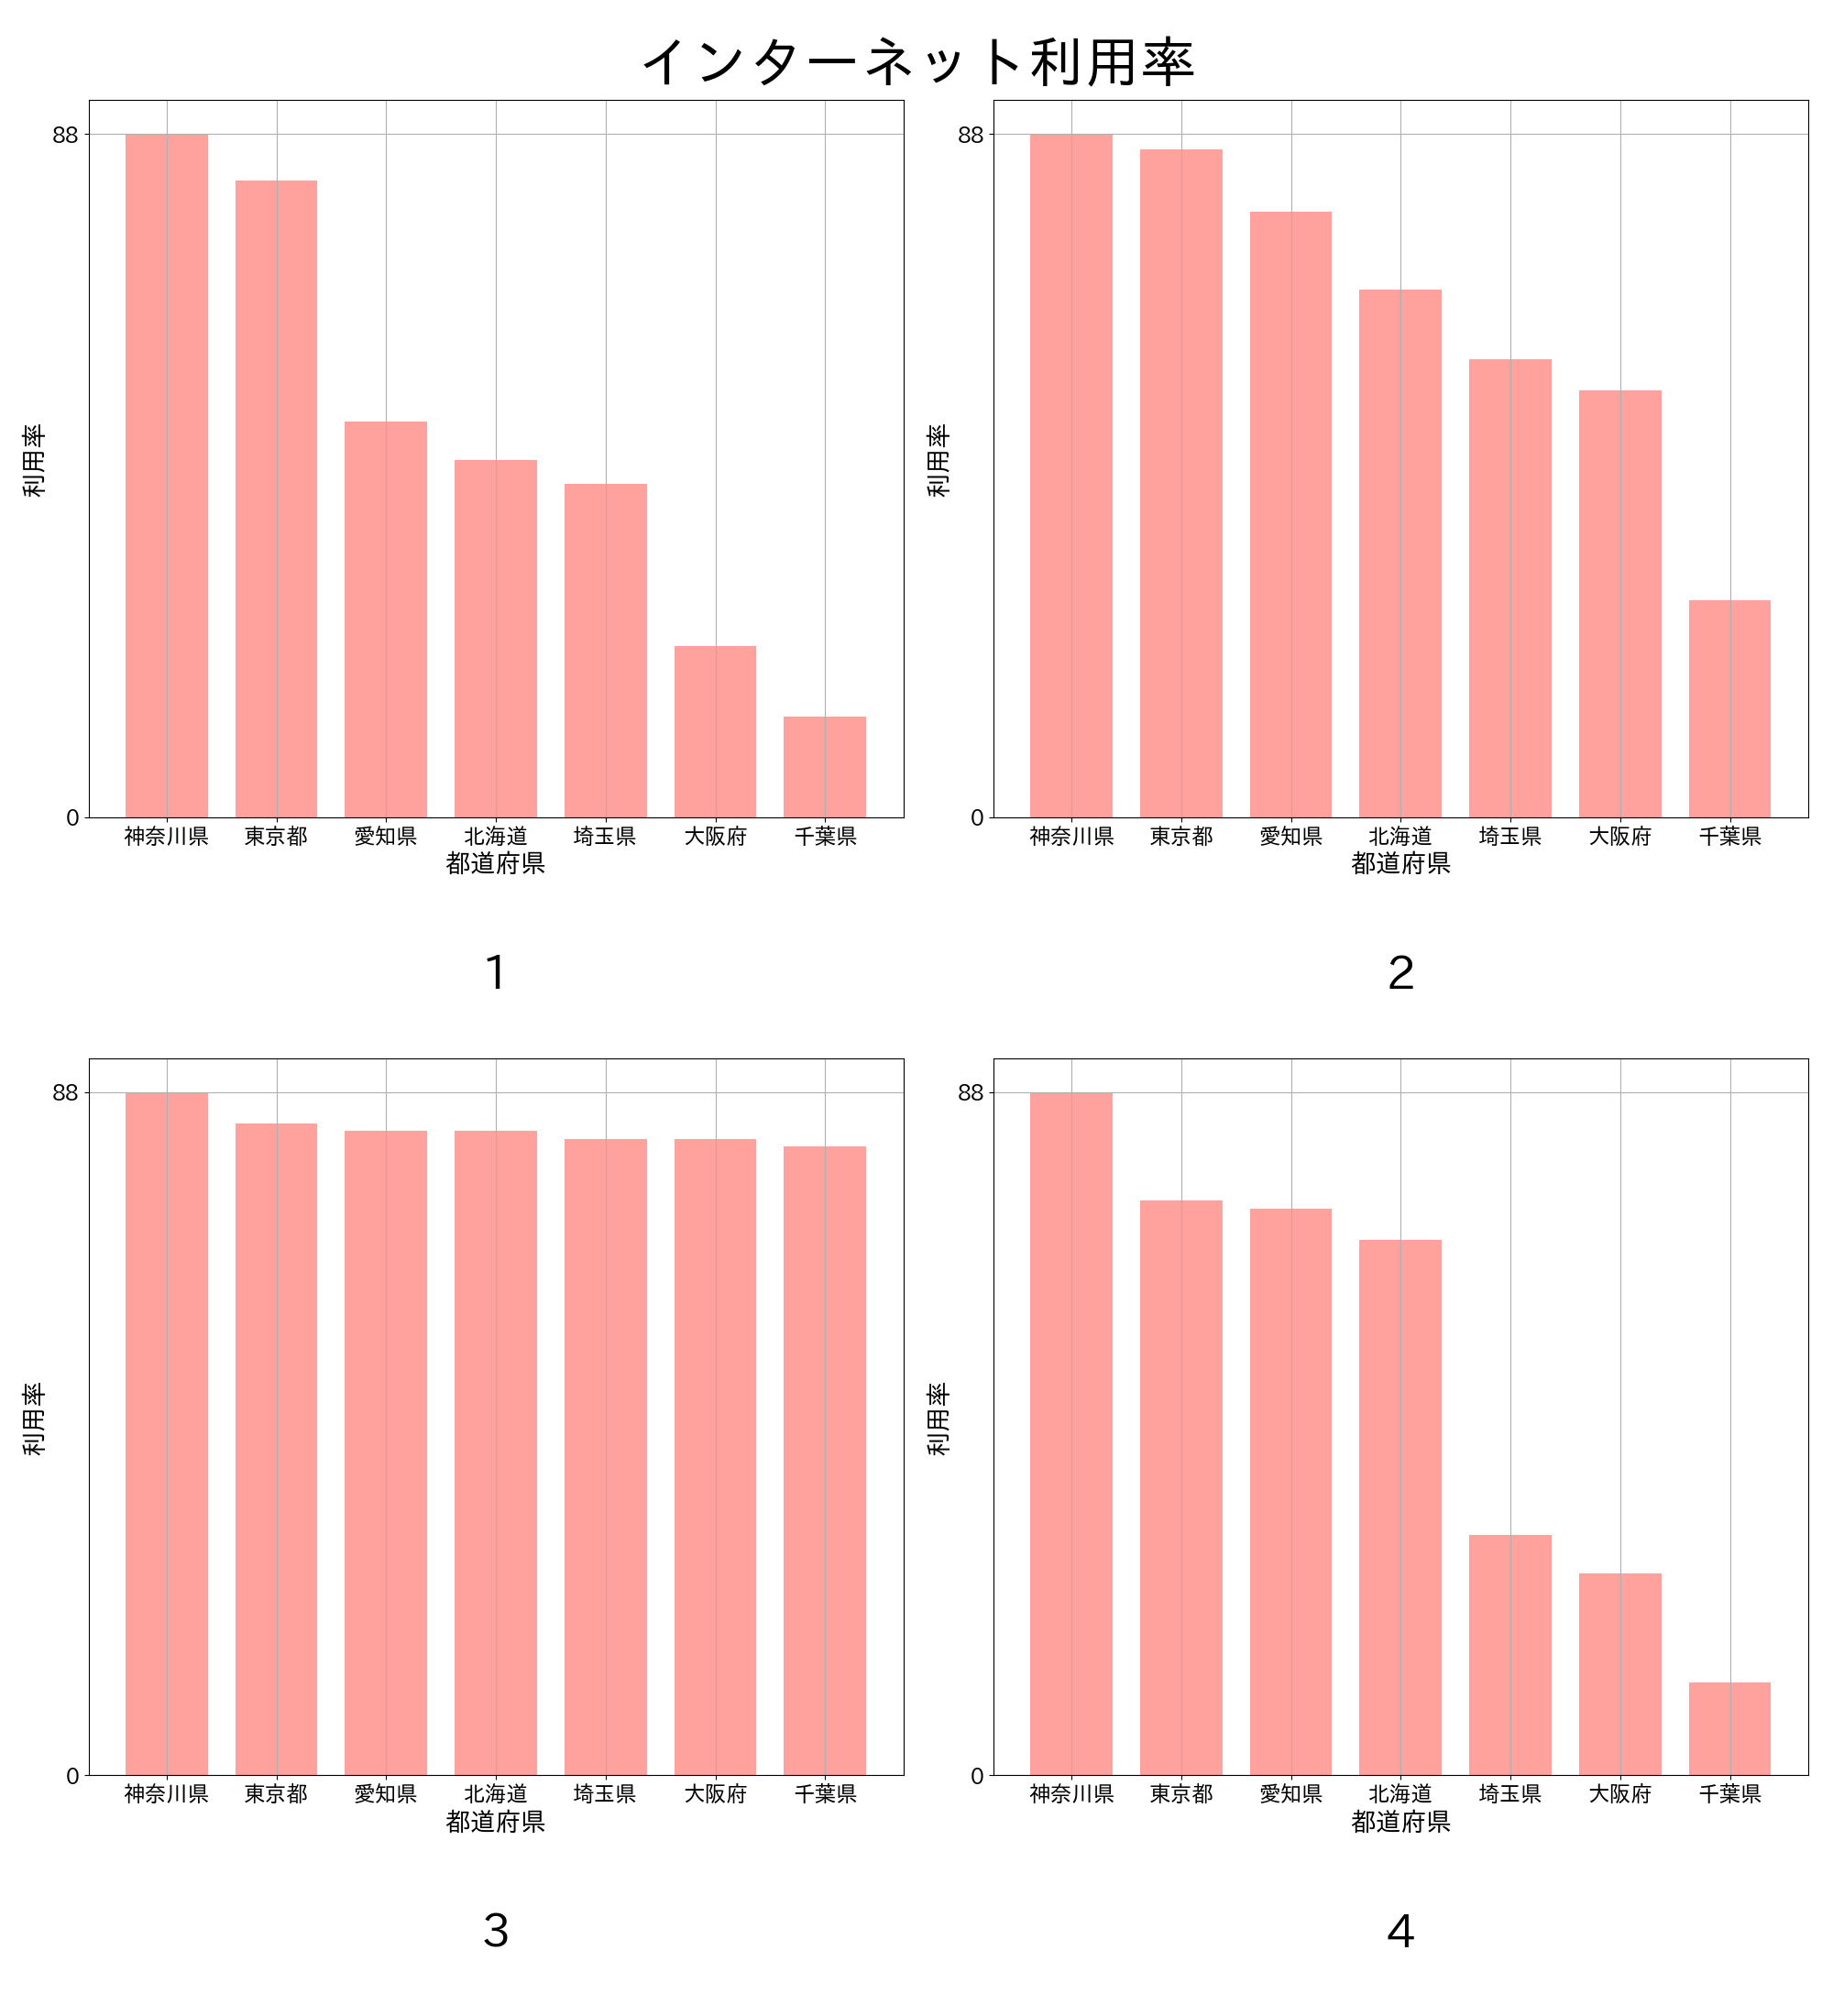 インターネット利用率
88
0
利用率
神奈川県 東京都 愛知県 北海道 埼玉県 大阪府 千葉県
都道府県
1
88
0
利用率
神奈川県 東京都 愛知県 北海道 埼玉県 大阪府 千葉県
都道府県
2
88
0
利用率
神奈川県 東京都 愛知県 北海道 埼玉県 大阪府 千葉県
都道府県
3
88
0
利用率
神奈川県 東京都 愛知県 北海道 埼玉県 大阪府 千葉県
都道府県
4